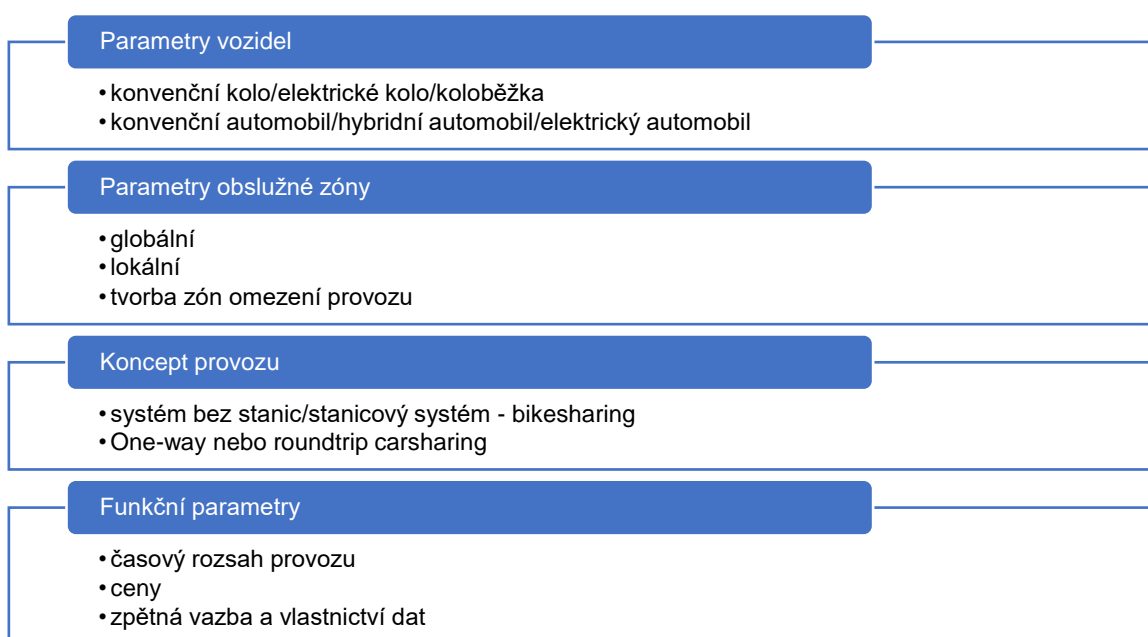 Parametry vozidel
•konvenční kolo/elektrické kolo/koloběžka
•konvenční automobil/hybridní automobil/elektrický automobil
Parametry obslužné zóny
•globální
•lokální
•tvorba zón omezení provozu
Koncept provozu
•systém bez stanic/stanicový systém - bikesharing
•One-way nebo roundtrip carsharing
Funkční parametry
•časový rozsah provozu
•ceny
•zpětná vazba a vlastnictví dat